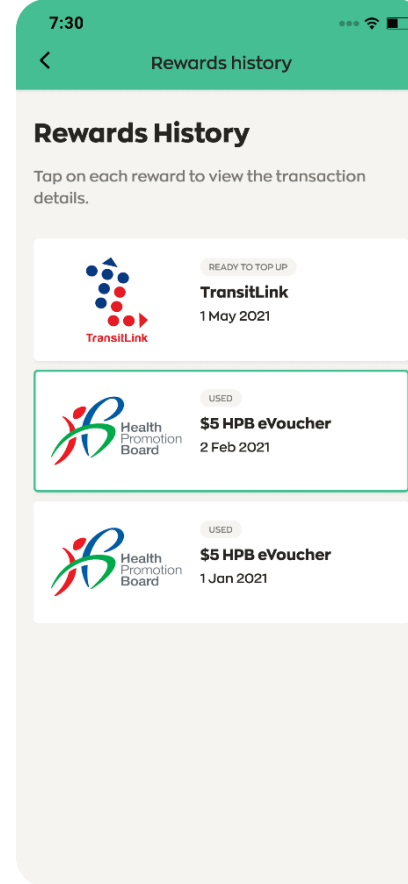 7:30
Rewards history
Rewards History
Tap on each reward to view the transaction
details.
READY TO TOP UP
TransitLink
1 May 2021
TransitLink
USED
$5 HPB eVoucher
2 Feb 2021
Health
Promotion
Board
USED
$5 HPB eVoucher
1 Jan 2021
Health
Promotion
Board